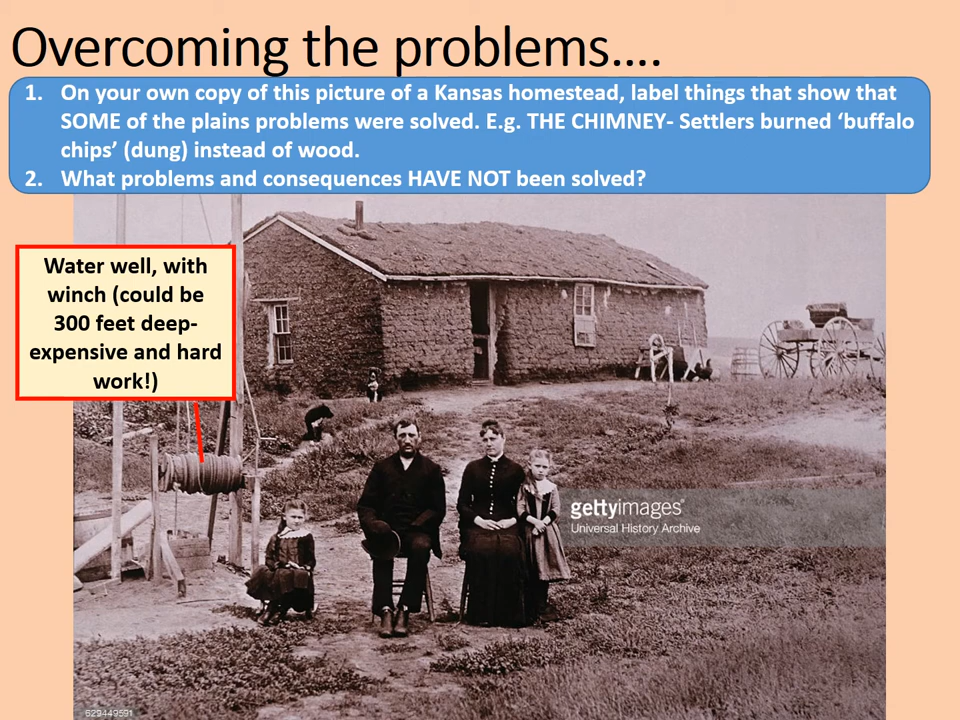 Overcoming the problems....
1. On your own copy of this picture of a Kansas homestead, label things that show that
SOME of the plains problems were solved. E.g. THE CHIMNEY- Settlers burned ‘buffalo
chips’ (dung) instead of wood.
2. What problems and consequences HAVE NOT been solved?
Water well, with
winch (could be
300 feet deep-
expensive and hard
work!)
gettyimages®
Universal History Archive
629449591